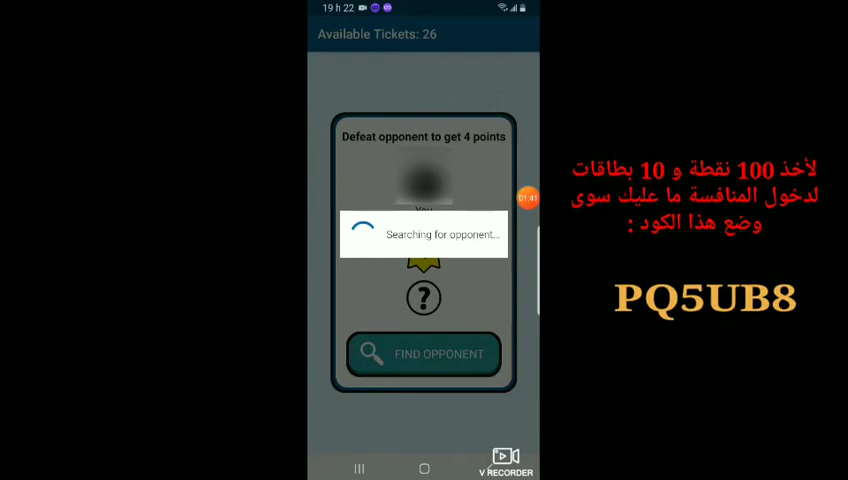 19 h 22
Available Tickets: 26
Defeat opponent to get 4 points
You
01:41
Searching for opponent...
?
FIND OPPONENT
V RECORDER
لأخذ 100 نقطة و 10 بطاقات
لدخول المنافسة ما عليك سوى
وضع هذا الكود :
PQ5UB8